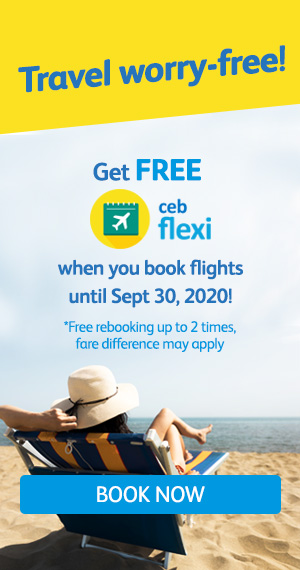 Travel worry-free!
Get FREE
ceb
flexi
when you book flights
until Sept 30, 2020!
*Free rebooking up to 2 times,
fare difference may apply
BOOK NOW